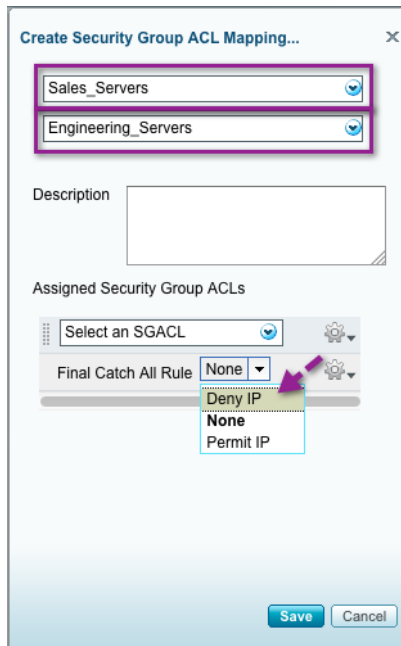 Create Security Group ACL Mapping... X
Sales_Servers
Engineering_Servers
Description
Assigned Security Group ACLs
Select an SGACL
Final Catch All Rule None
Deny IP
None
Permit IP
Save Cancel